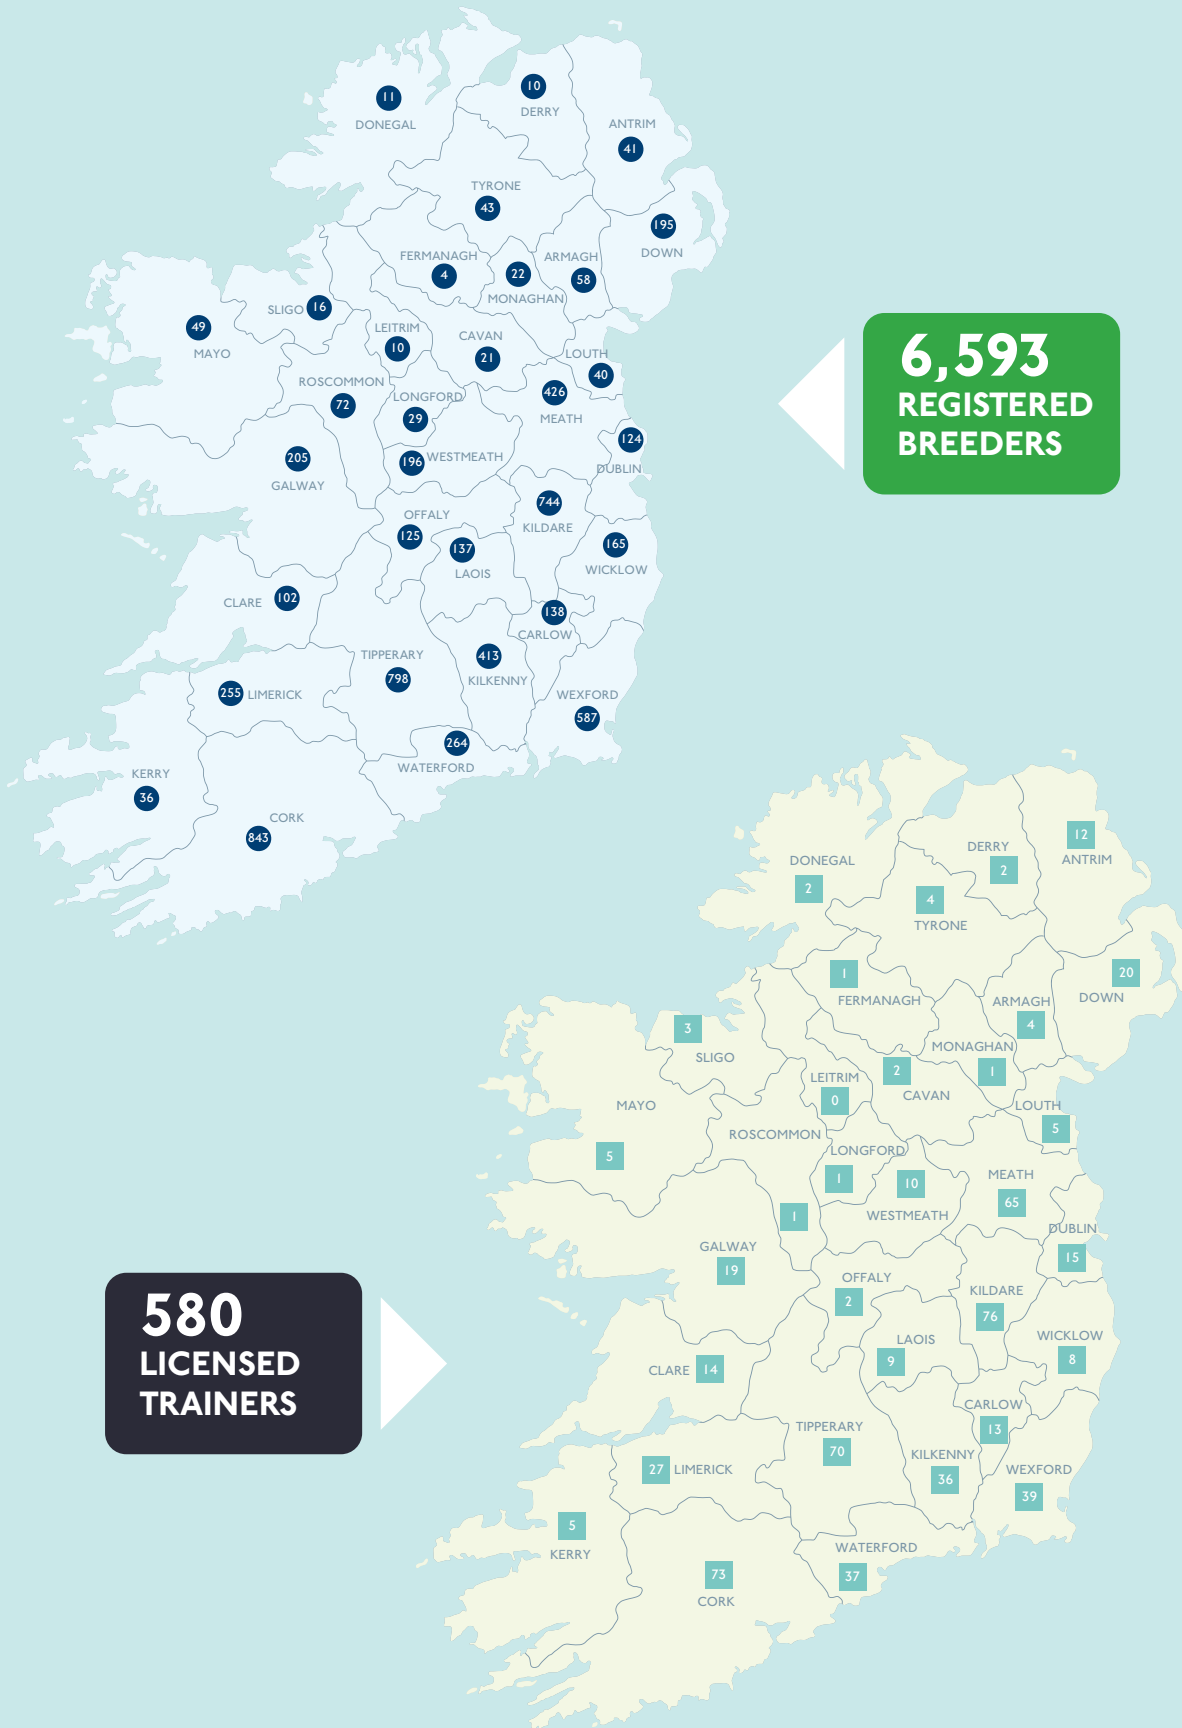 11
DONEGAL
10
DERRY
ANTRIM
41
TYRONE
43
195
DOWN
FERMANAGH
4
22
MONAGHAN
ARMAGH
58
SLIGO 16
49
MAYO
LEITRIM
10
CAVAN
21
LOUTH
40
ROSCOMMON
72
LONGFORD
29
426
MEATH
124
DUBLIN
205
GALWAY
196 WESTMEATH
744
KILDARE
OFFALY
125
137
LAOIS
165
WICKLOW
CLARE 102
138
CARLOW
TIPPERARY
798
413
KILKENNY
255 LIMERICK
WEXFORD
587
264
WATERFORD
KERRY
36
CORK
843
6,593
REGISTERED
BREEDERS
12
ANTRIM
DERRY
2
DONEGAL
2
4
TYRONE
20
DOWN
1
FERMANAGH
ARMAGH
4
3
SLIGO
MONAGHAN
1
2
CAVAN
LEITRIM
0
MAYO
5
LOUTH
5
ROSCOMMON
1
LONGFORD
1
10
WESTMEATH
MEATH
65
DUBLIN
15
GALWAY
19
OFFALY
2
KILDARE
76
LAOIS
9
WICKLOW
8
CLARE 14
CARLOW
13
TIPPERARY
70
KILKENNY
36
27 LIMERICK
WEXFORD
39
5
KERRY
WATERFORD
37
73
CORK
580
LICENSED
TRAINERS